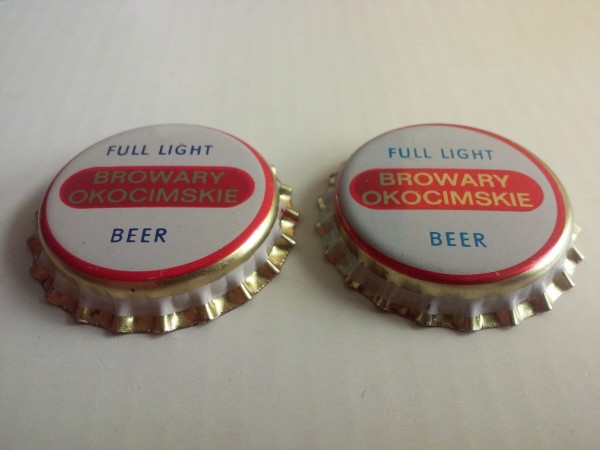 FULL LIGHT
BROWARY
OKOCIMSKIE
BEER
FULL LIGHT
BROWARY
OKOCIMSKIE
BEER